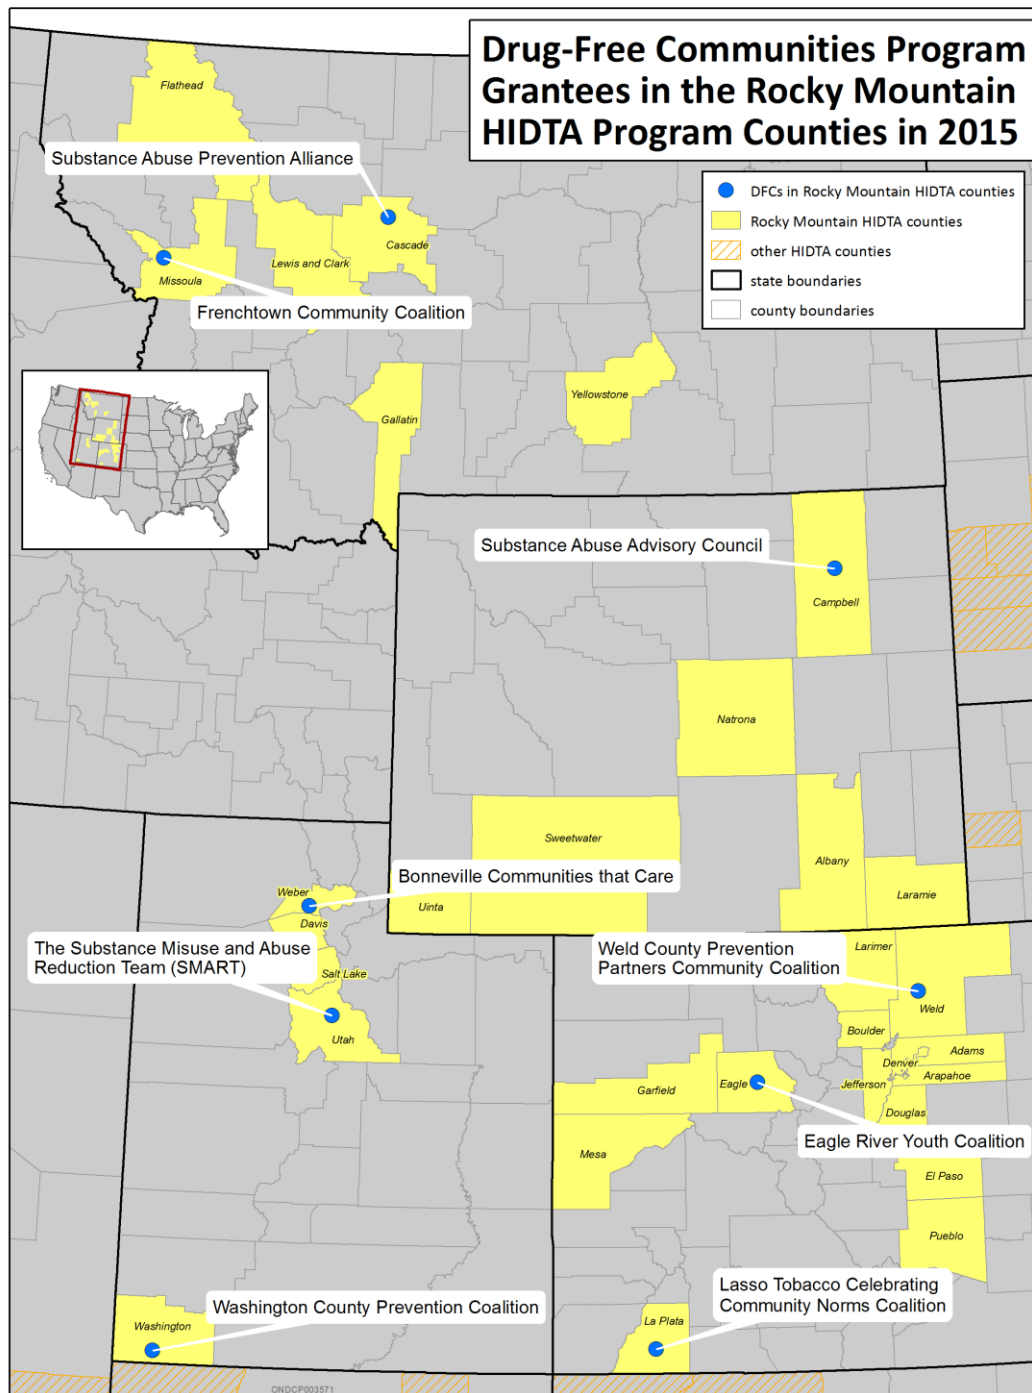 Drug-Free Communities Program
Grantees in the Rocky Mountain
HIDTA Program Counties in 2015
DFCs in Rocky Mountain HIDTA counties
Rocky Mountain HIDTA counties
other HIDTA counties
state boundaries
county boundaries
Flathead
Substance Abuse Prevention Alliance
Cascade
Lewis and Clark
Missoula
Frenchtown Community Coalition
Yellowstone
Gallatin
Substance Abuse Advisory Council
Campbell
Natrona
Sweetwater
Albany
Bonneville Communities that Care
Weber
Laramie
Uinta
Davis
The Substance Misuse and Abuse
Reduction Team (SMART)
Salt Lake
Utah
Weld County Prevention
Partners Community Coalition
Larimer
Weld
Boulder
Adams
Denver
Arapahoe
Jefferson
Garfield
Eagle
Douglas
Eagle River Youth Coalition
Mesa
El Paso
Pueblo
Washington County Prevention Coalition
Washington
Lasso Tobacco Celebrating
Community Norms Coalition
La Plata
ONDCP003571